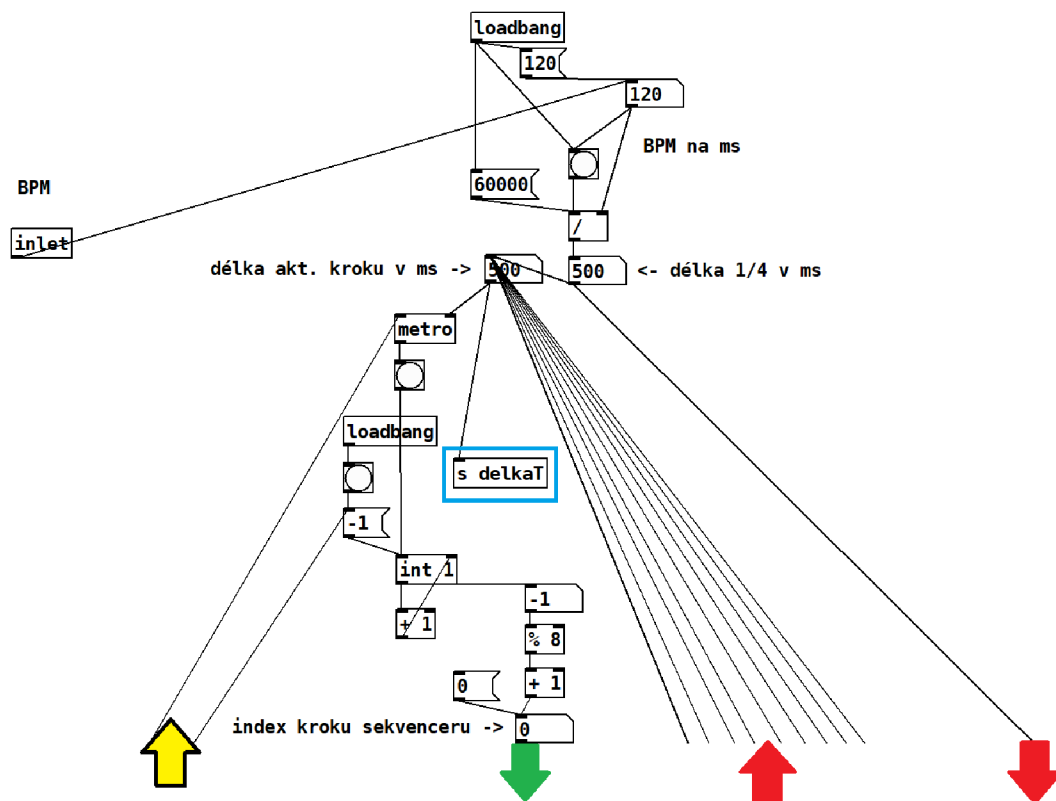 loadbang
120
120
BPM na ms
BPM
60000
/
inlet
délka akt. kroku v ms ->
500
500
<- délka 1/4 v ms
metro
loadbang
s delkaT
-1
int 1
-1
+ 1
% 8
+ 1
0
index kroku sekvenceru ->
0